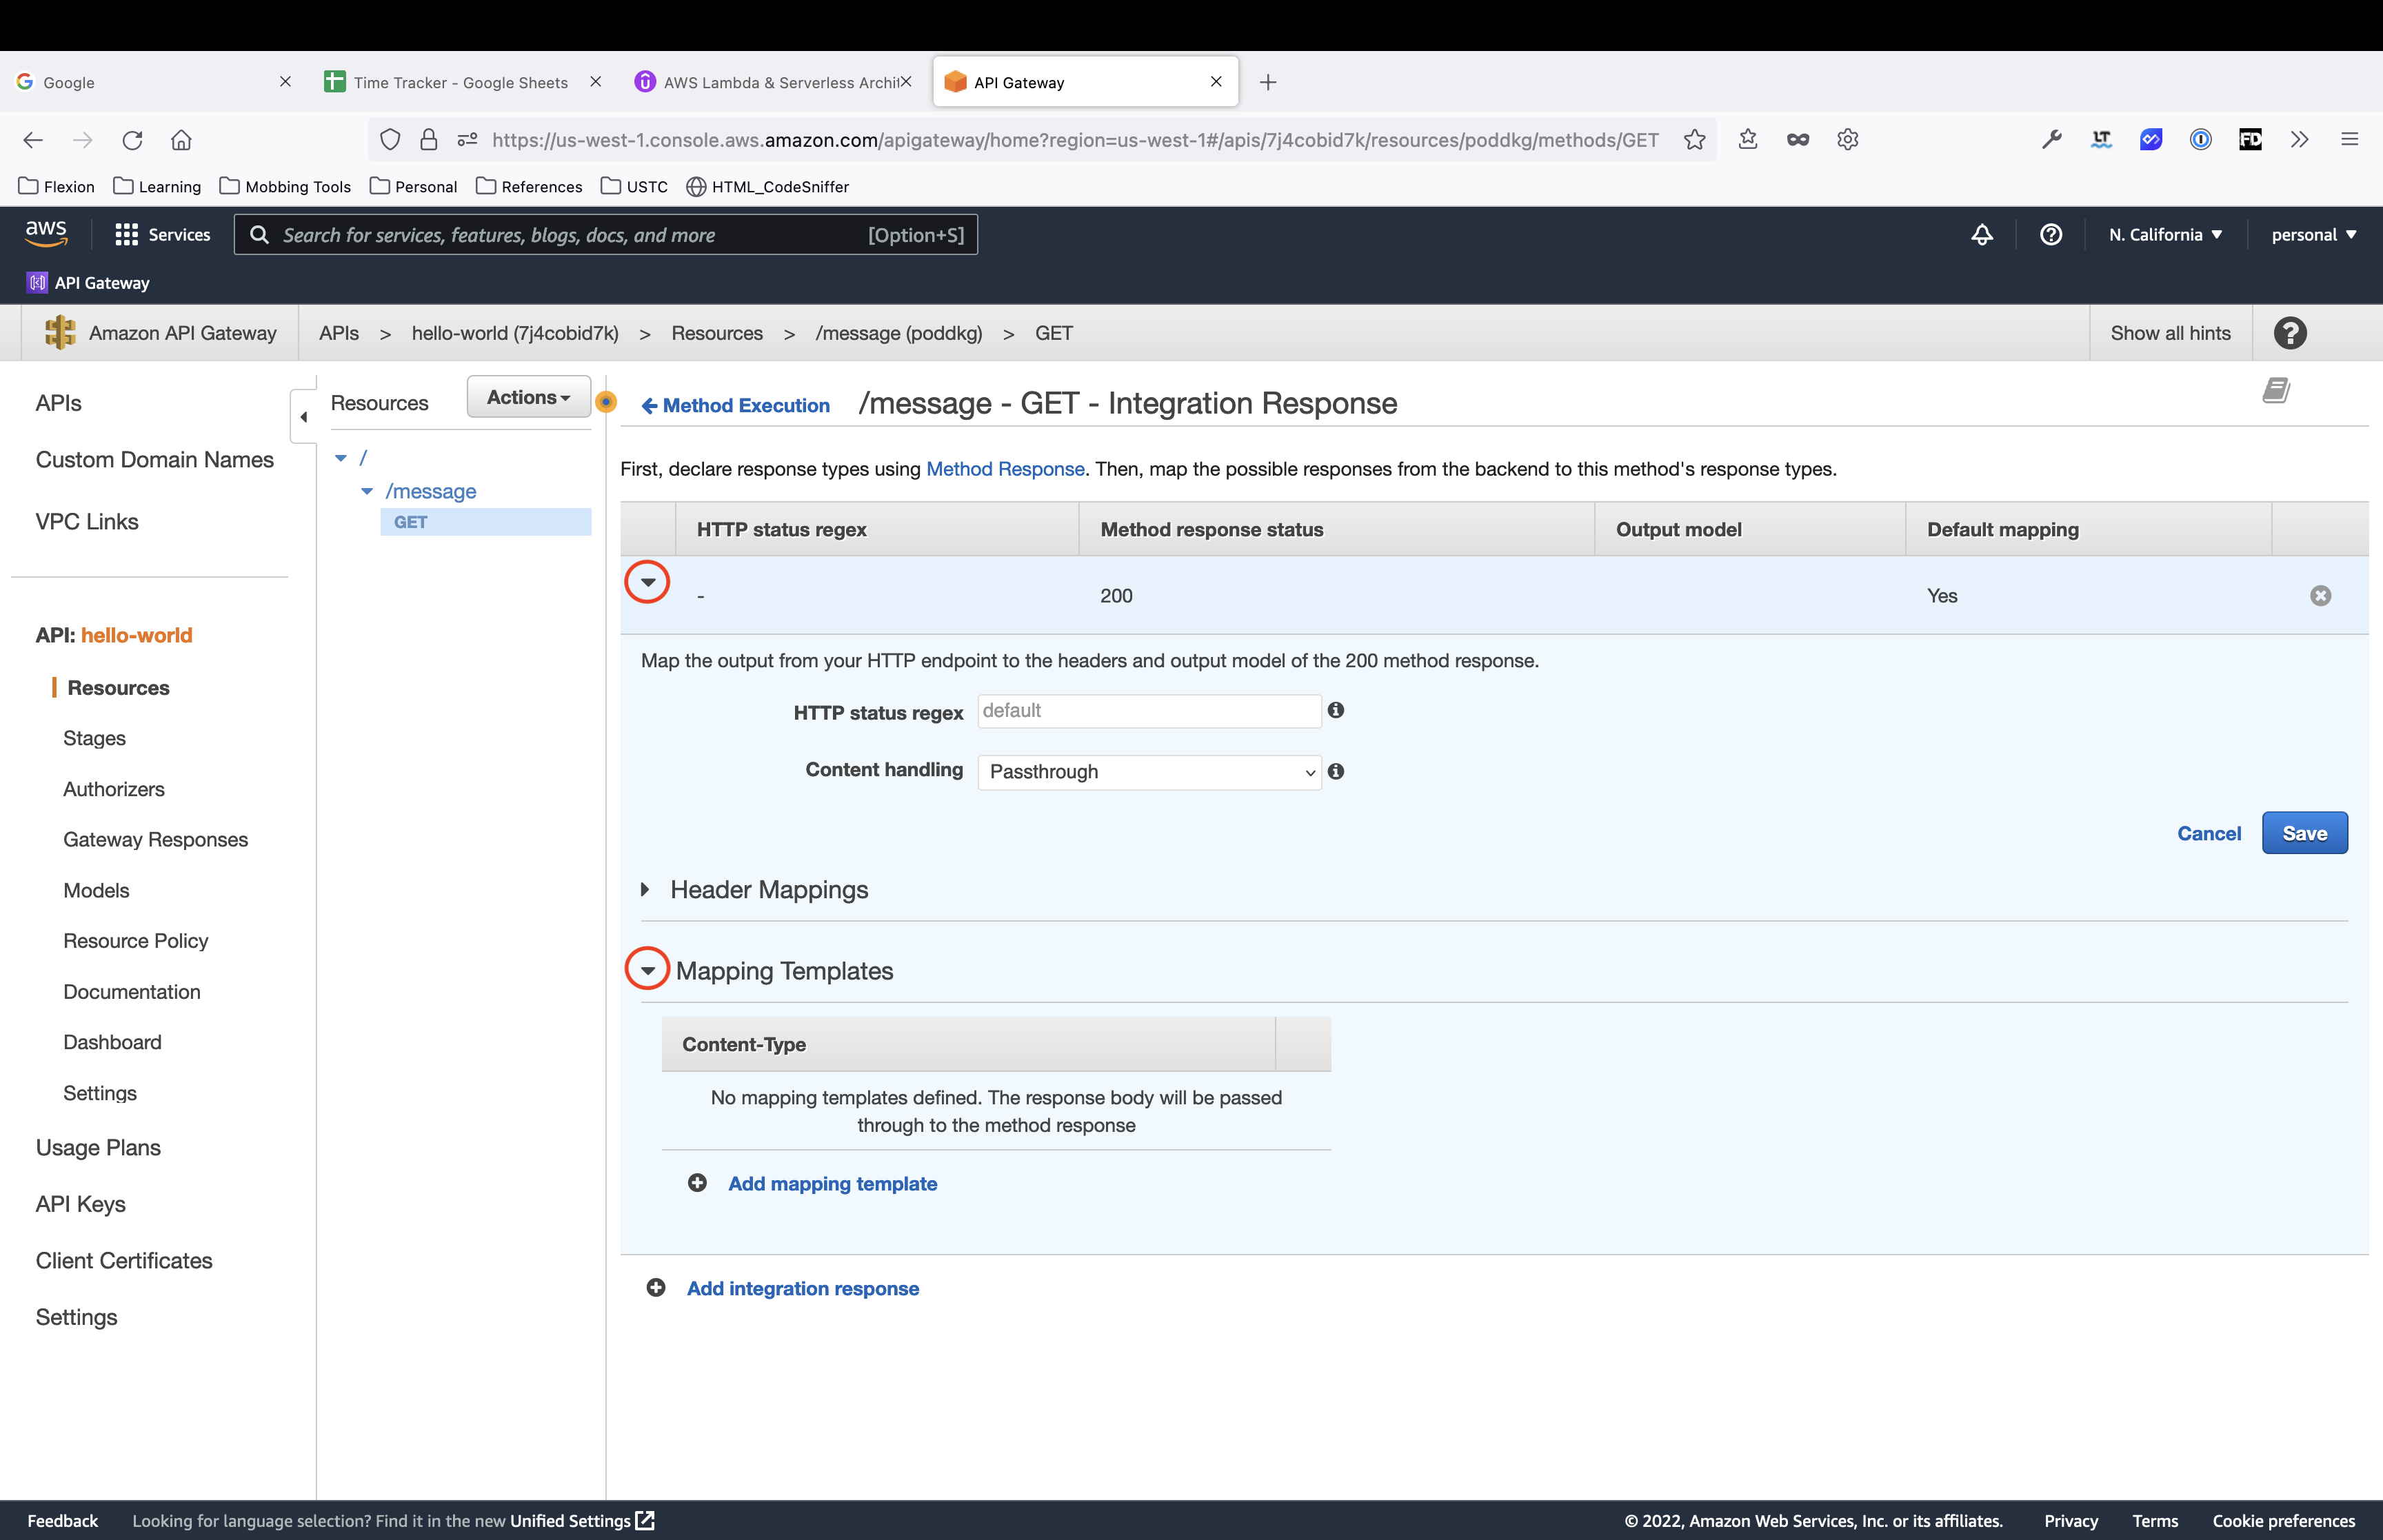 Google
Time Tracker - Google Sheets
AWS Lambda & Serverless Archit
API Gateway
https://us-west-1.console.aws.amazon.com/apigateway/home?region=us-west-1#/apis/7j4cobid7k/resources/poddkg/methods/GET
LT
FD
Flexion
Learning
Mobbing Tools
Personal
References
USTC
HTML_CodeSniffer
aws
Services
Search for services, features, blogs, docs, and more
[Option+S]
N. California
personal
API Gateway
Amazon API Gateway
APIs > hello-world (7j4cobid7k) > Resources > /message (poddkg) > GET
Show all hints
APIs
Custom Domain Names
VPC Links
API: hello-world
Resources
Stages
Authorizers
Gateway Responses
Models
Resource Policy
Documentation
Dashboard
Settings
Usage Plans
API Keys
Client Certificates
Settings
Resources
Actions
/
/message
GET
Method Execution
/message - GET - Integration Response
First, declare response types using Method Response. Then, map the possible responses from the backend to this method's response types.
HTTP status regex
Method response status
Output model
Default mapping
-
200
Yes
Map the output from your HTTP endpoint to the headers and output model of the 200 method response.
HTTP status regex
default
Content handling
Passthrough
Cancel
Save
Header Mappings
Mapping Templates
Content-Type
No mapping templates defined. The response body will be passed
through to the method response
Add mapping template
Add integration response
Feedback
Looking for language selection? Find it in the new Unified Settings
© 2022, Amazon Web Services, Inc. or its affiliates.
Privacy
Terms
Cookie preferences